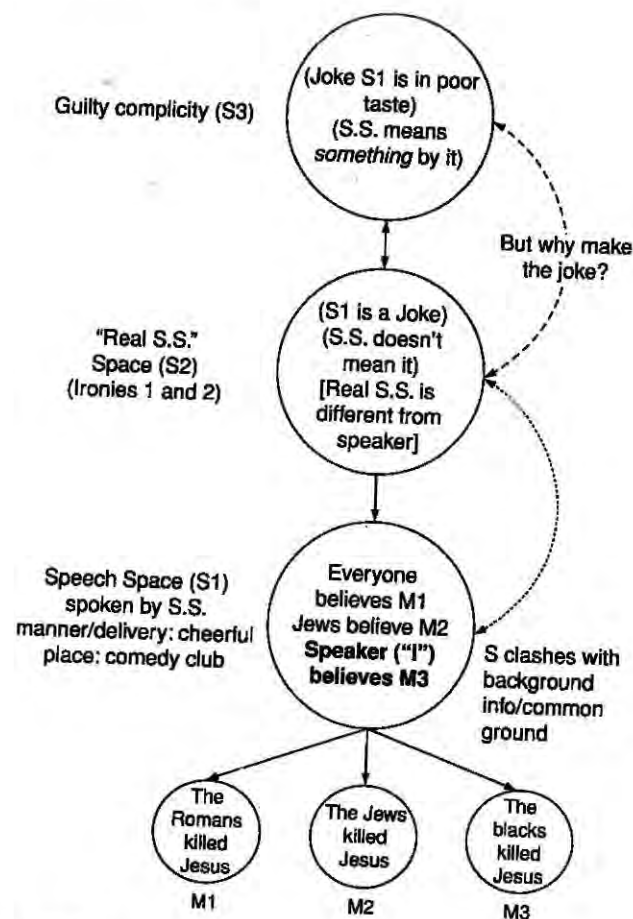 Guilty complicity (S3)
(Joke S1 is in poor
taste)
(S.S. means
something by it)
But why make
the joke?
"Real S.S."
Space (S2)
(Ironies 1 and 2)
(S1 is a Joke)
(S.S. doesn't
mean it)
[Real S.S. is
different from
speaker]
Speech Space (S1)
spoken by S.S.
manner/delivery: cheerful
place: comedy club
Everyone
believes M1
Jews believe M2
Speaker ("I")
believes M3
S clashes with
background
info/common
ground
The
Romans
killed
Jesus
M1
The Jews
killed
Jesus
M2
The
blacks
killed
Jesus
M3